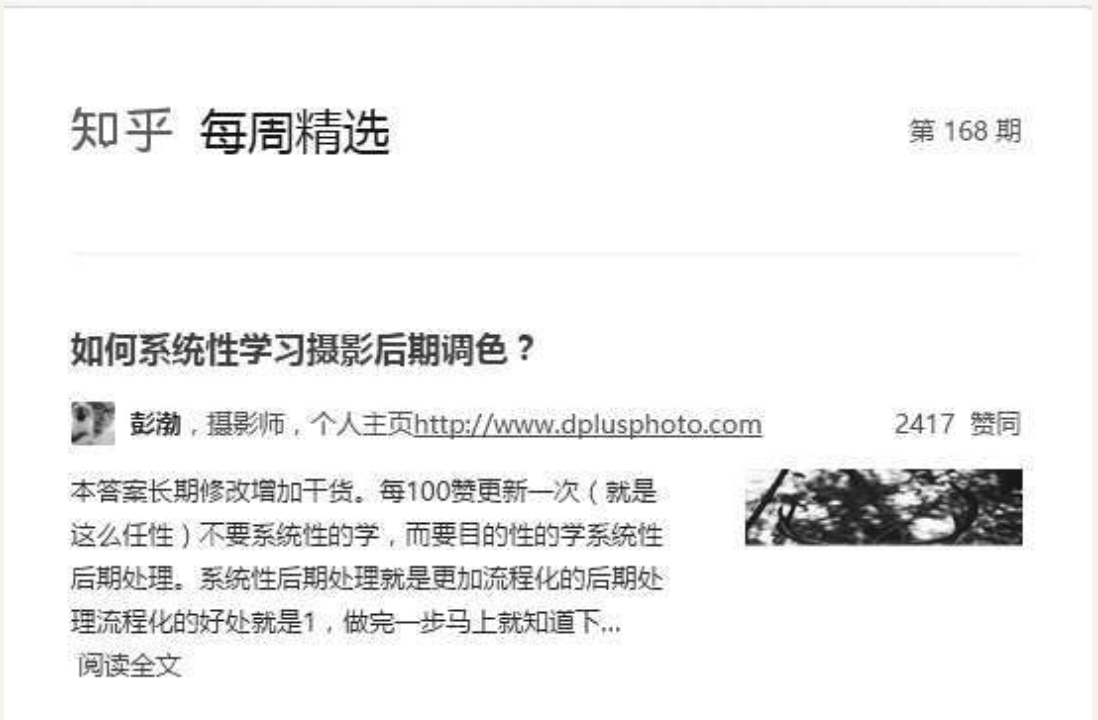 知乎 每周精选
第 168 期
如何系统性学习摄影后期调色？
彭渤，摄影师，个人主页http://www.dplusphoto.com
2417 赞同
本答案长期修改增加干货。每100赞更新一次（就是
这么任性）不要系统性的学，而要目的性的学系统性
后期处理。系统性后期处理就是更加流程化的后期处
理流程化的好处就是1，做完一步马上就知道下...
阅读全文